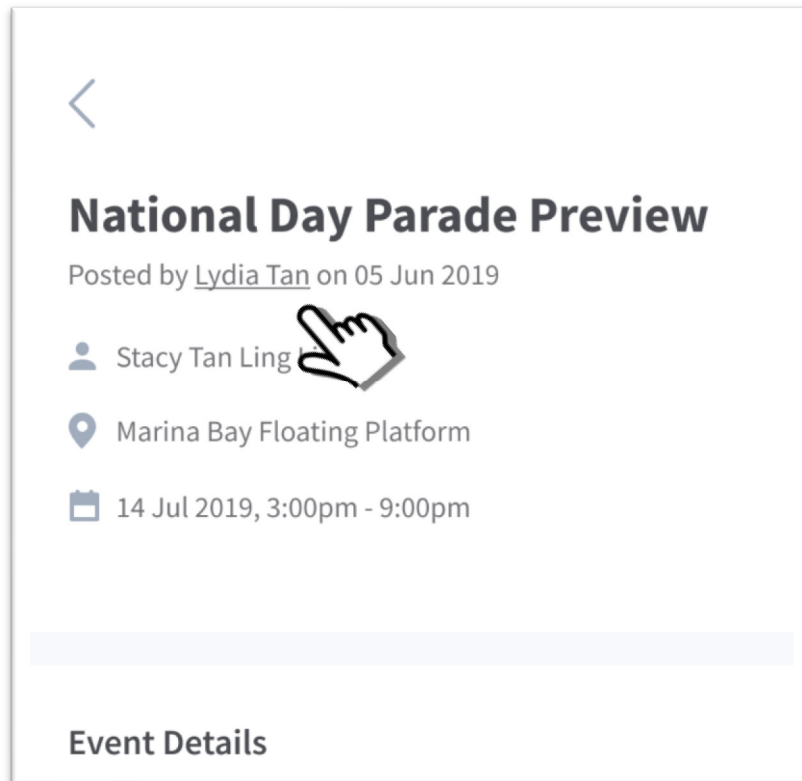 National Day Parade Preview
Posted by Lydia Tan on 05 Jun 2019
Stacy Tan Ling
Marina Bay Floating Platform
14 Jul 2019, 3:00pm - 9:00pm
Event Details